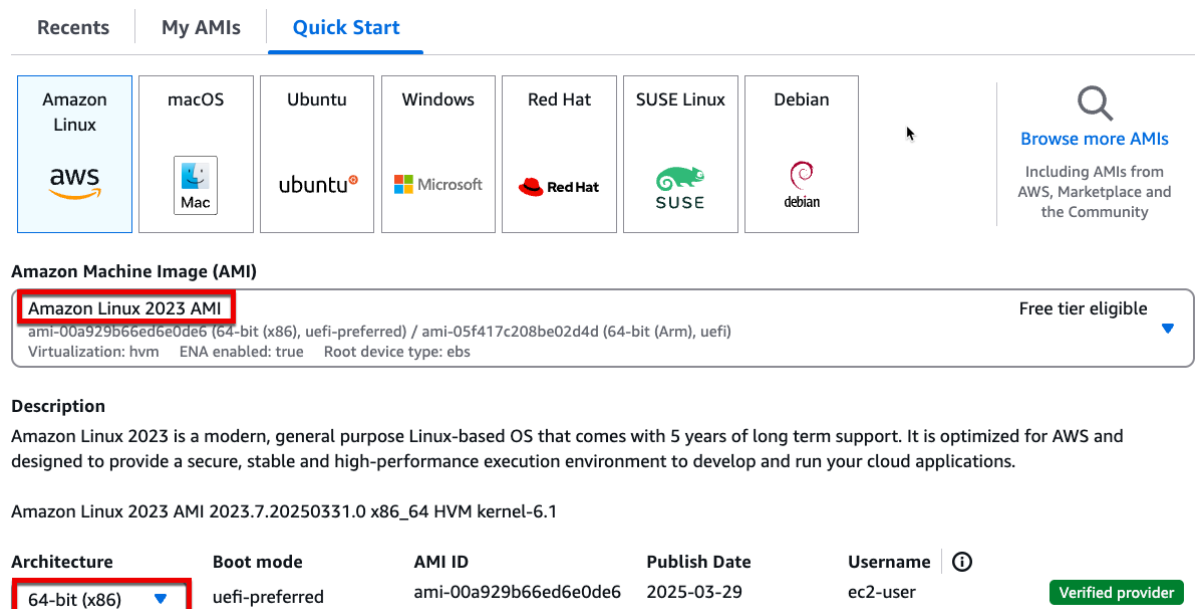 Recents
My AMIs
Quick Start
Amazon
Linux
aws
macOS
Mac
Ubuntu
ubuntu
Windows
Microsoft
Red Hat
Red Hat
SUSE Linux
SUSE
Debian
debian
Browse more AMIs
Including AMIs from
AWS, Marketplace and
the Community
Amazon Machine Image (AMI)
Amazon Linux 2023 AMI
Free tier eligible
ami-00a929b66ed6e0de6 (64-bit (x86), uefi-preferred) / ami-05f417c208be02d4d (64-bit (Arm), uefi)
Virtualization: hvm ENA enabled: true Root device type: ebs
Description
Amazon Linux 2023 is a modern, general purpose Linux-based OS that comes with 5 years of long term support. It is optimized for AWS and
designed to provide a secure, stable and high-performance execution environment to develop and run your cloud applications.
Amazon Linux 2023 AMI 2023.7.20250331.0 x86_64 HVM kernel-6.1
Architecture Boot mode AMI ID Publish Date Username
64-bit (x86) uefi-preferred ami-00a929b66ed6e0de6 2025-03-29 ec2-user Verified provider